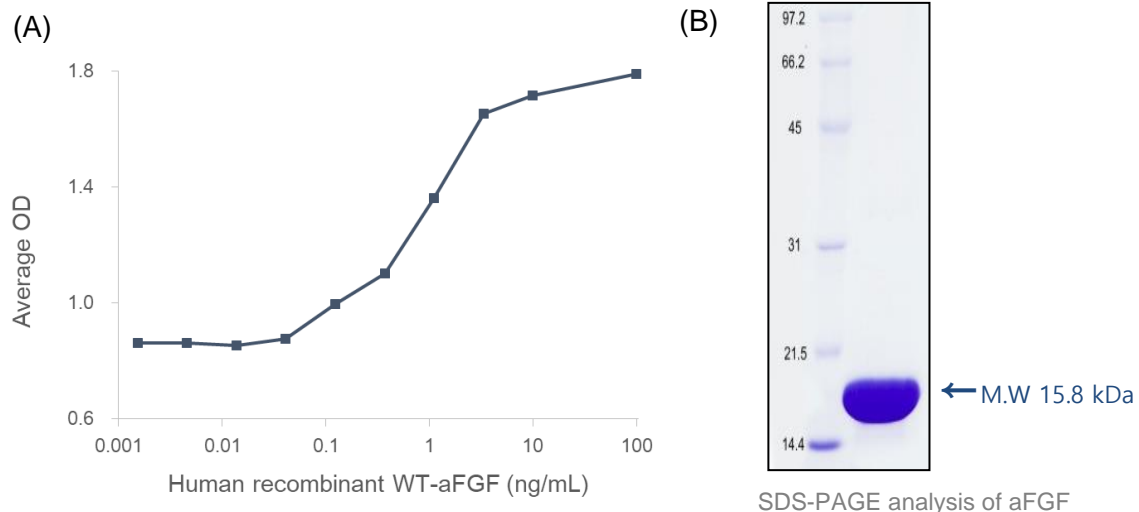 (A)
1.8
1.4
1.0
0.6
Average OD
0.001 0.01 0.1 1 10 100
Human recombinant WT-aFGF (ng/mL)
(B)
97.2
66.2
45
31
21.5
14.4
M.W 15.8 kDa
SDS-PAGE analysis of aFGF